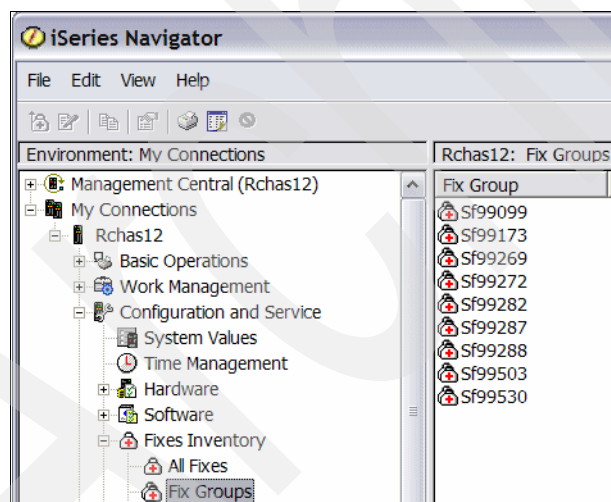 iSeries Navigator
File Edit View Help
Environment: My Connections
Rchas12: Fix Groups
Management Central (Rchas12)
My Connections
Rchas12
Basic Operations
Work Management
Configuration and Service
System Values
Time Management
Hardware
Software
Fixes Inventory
All Fixes
Fix Groups
Fix Group
Sf99099
Sf99173
Sf99269
Sf99272
Sf99282
Sf99287
Sf99288
Sf99503
Sf99530